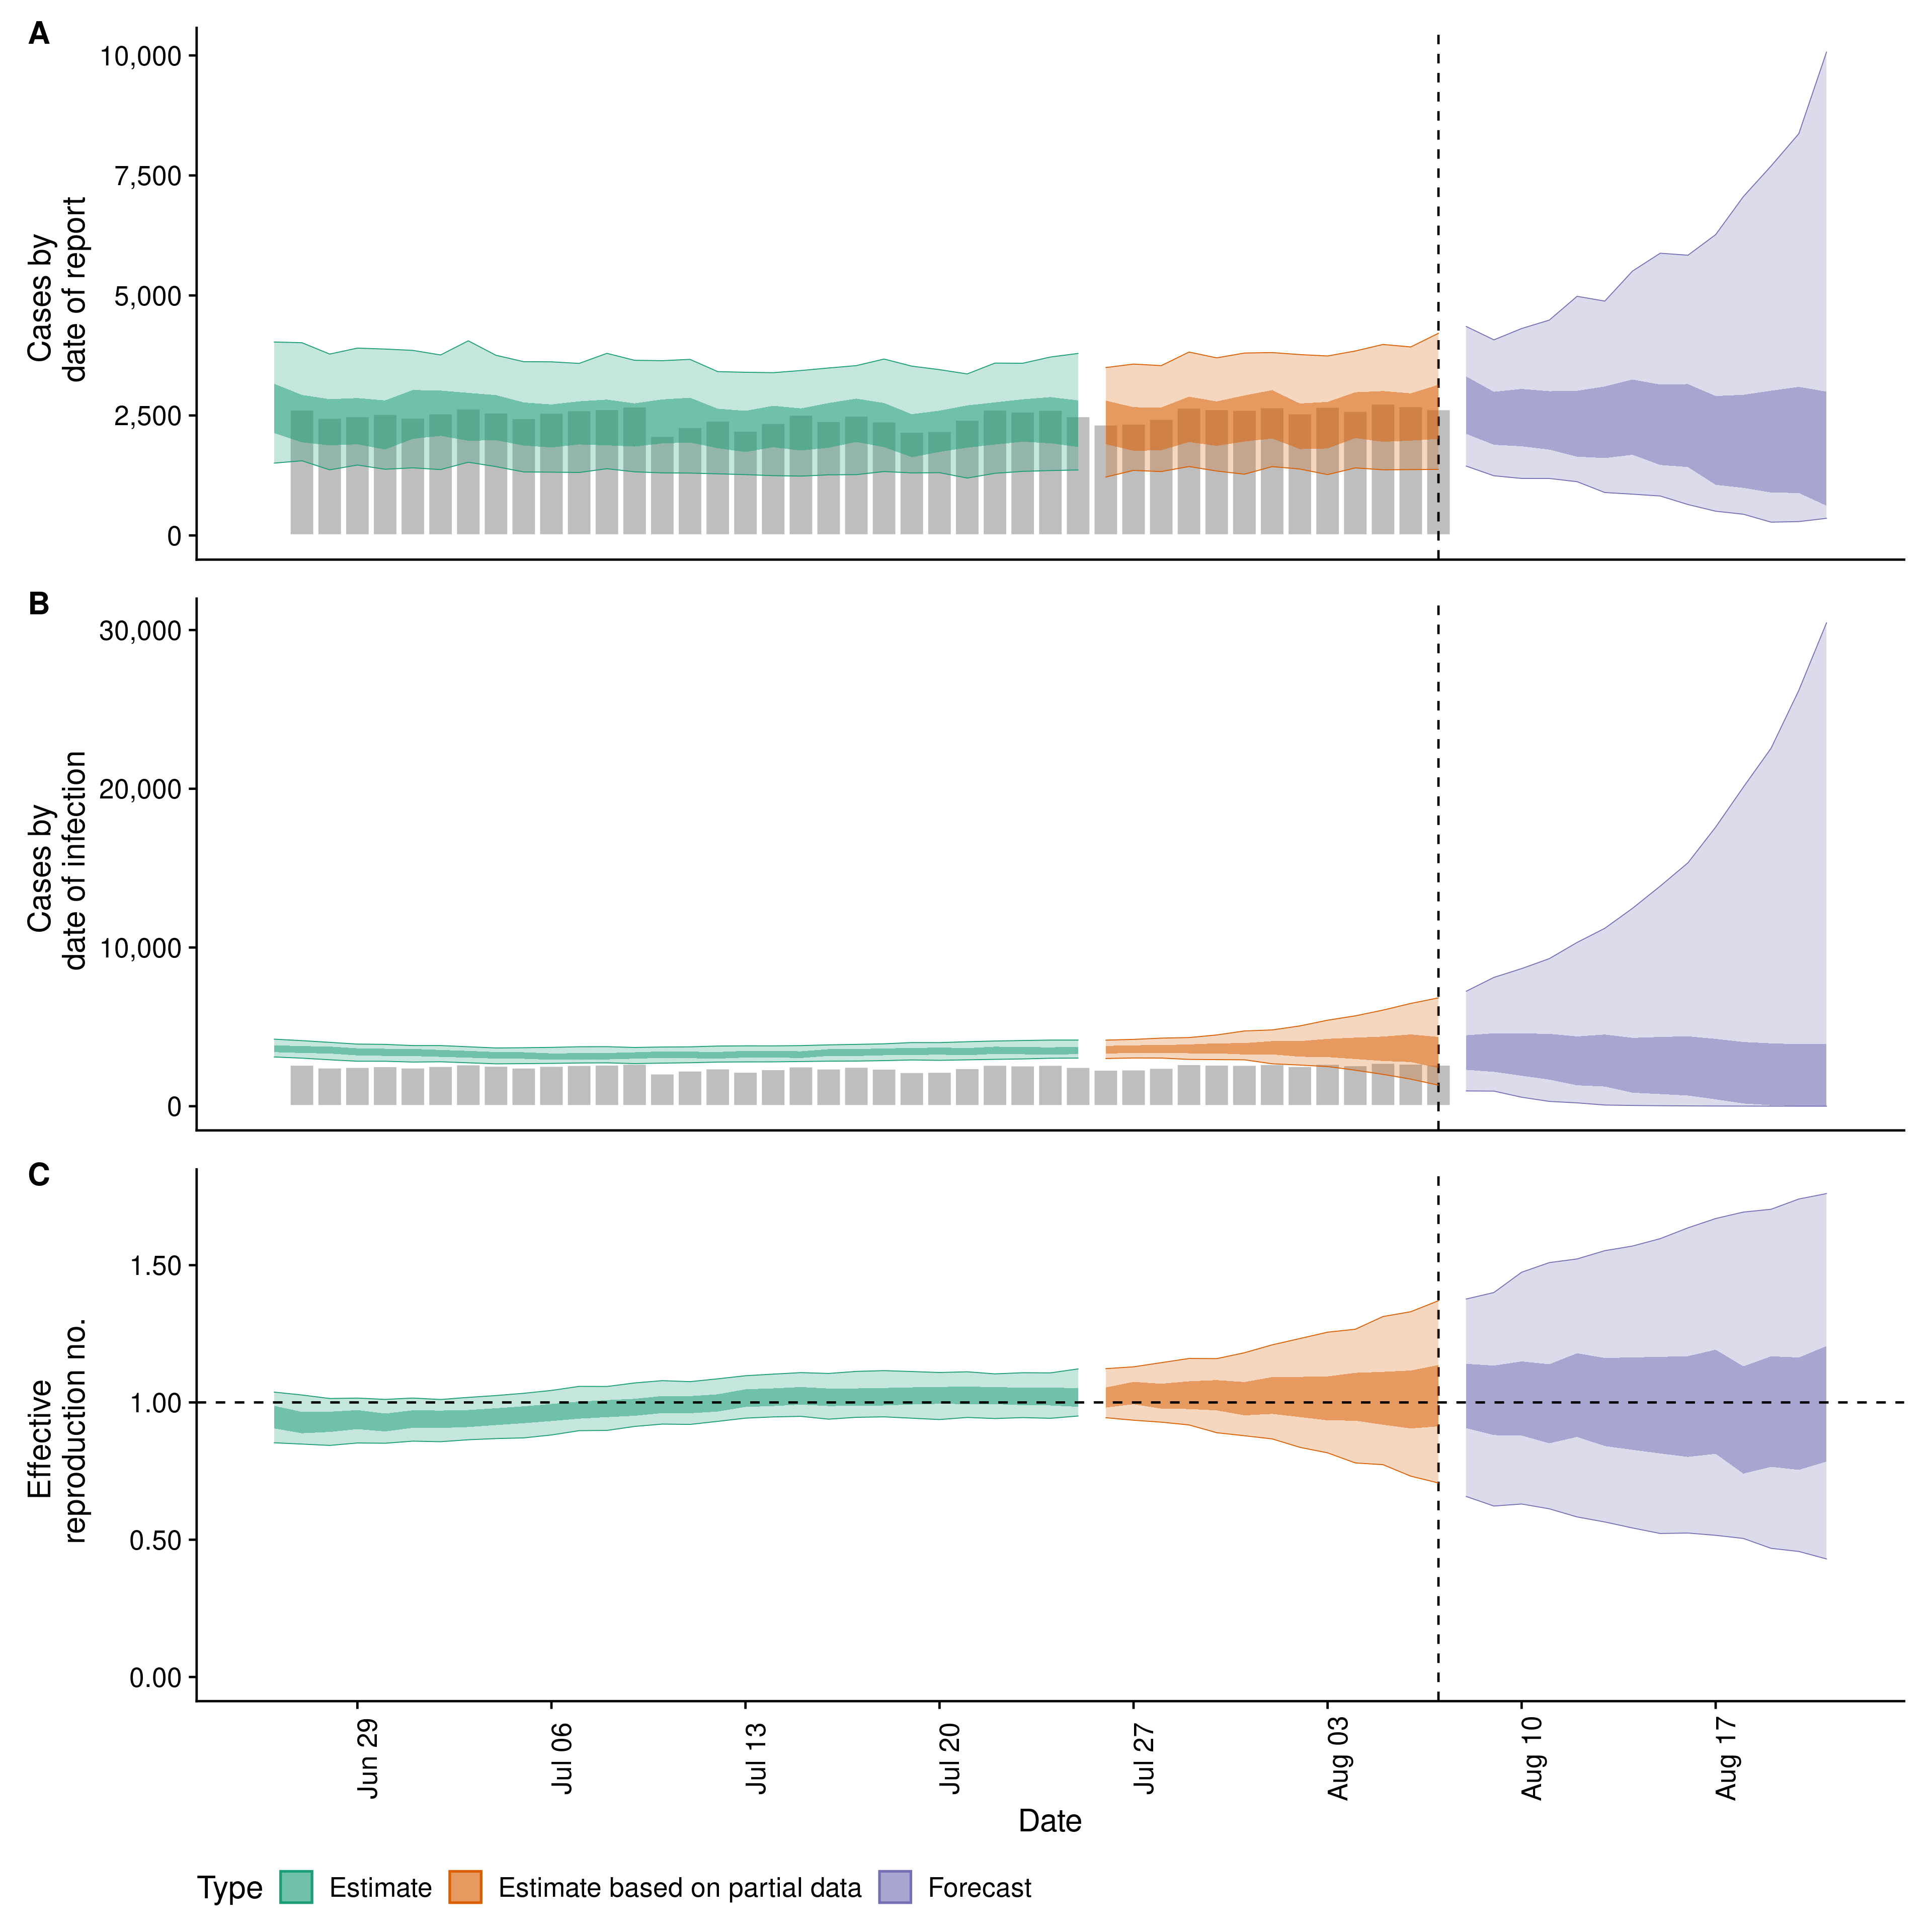 A
10,000
7,500
5,000
2,500
0
Cases by
date of report
B
30,000
20,000
10,000
0
Cases by
date of infection
C
1.50
1.00
0.50
0.00
Effective
reproduction no.
Jun 29
Jul 06
Jul 13
Jul 20
Jul 27
Aug 03
Aug 10
Aug 17
Date
Type Estimate Estimate based on partial data Forecast